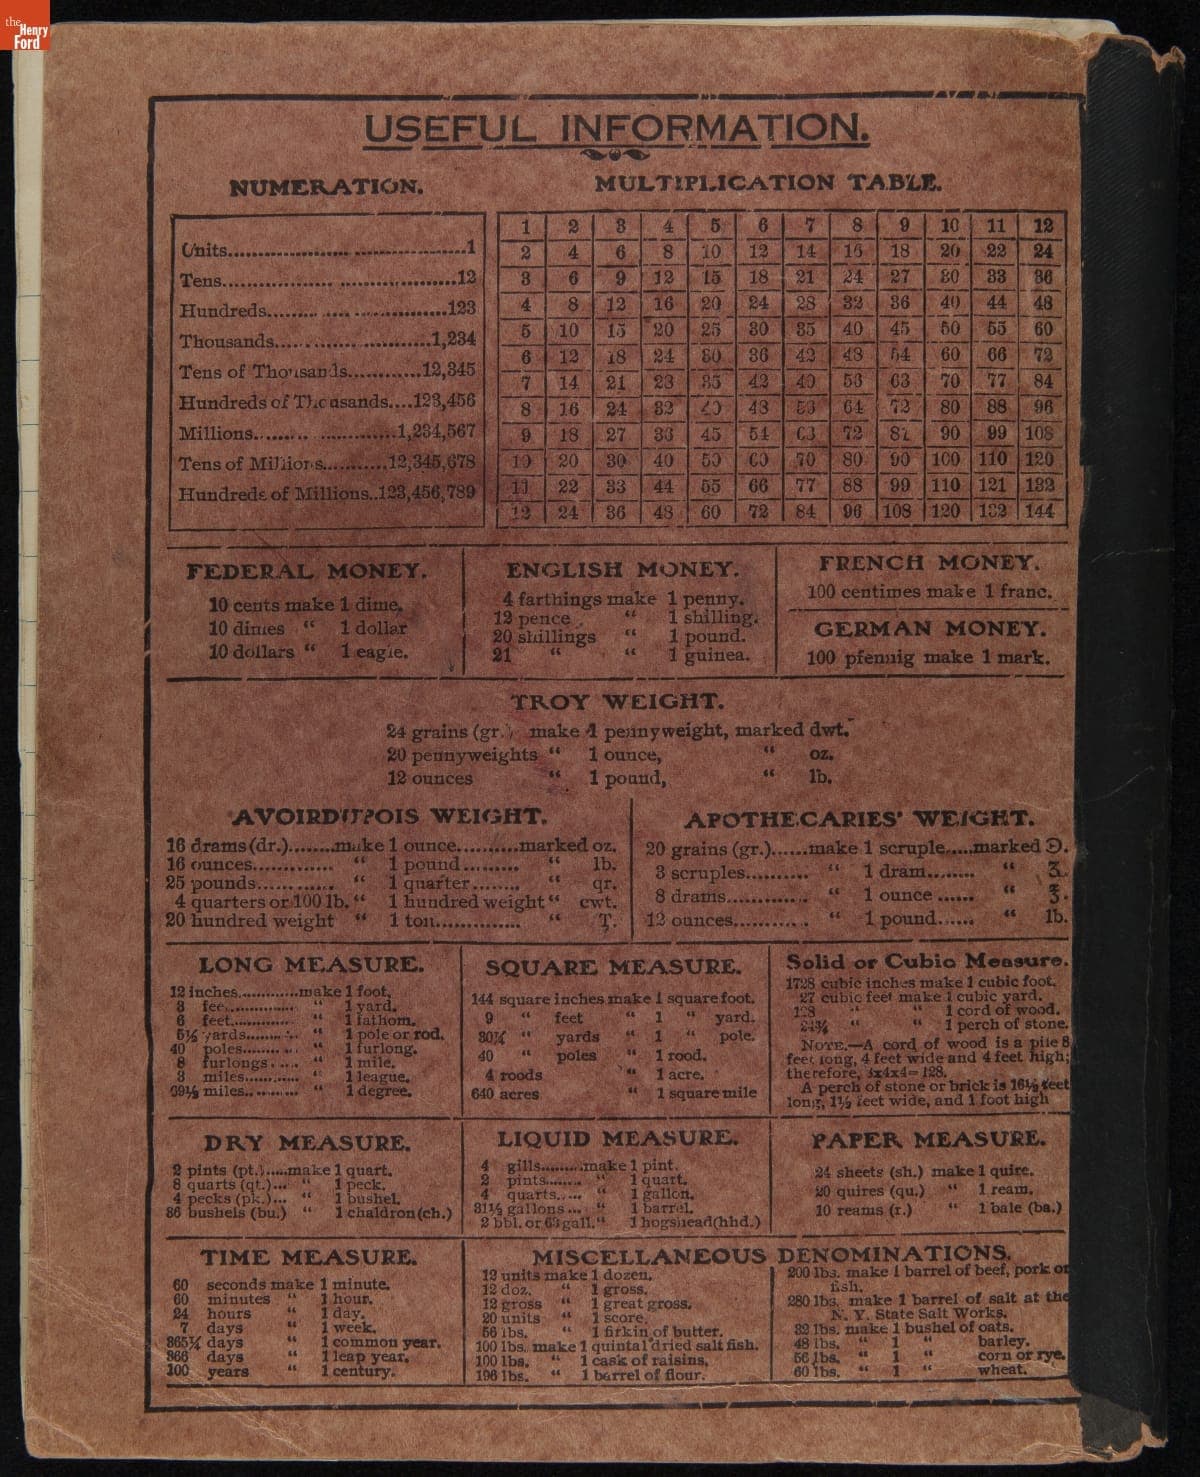 the
Henry
Ford
USEFUL INFORMATION.
NUMERATION.
Units..........1
Tens..........12
Hundreds..........123
Thousands..........1,234
Tens of Thousands..........12,345
Hundreds of Thousands....123,456
Millions..........1,234,567
Tens of Millions..........12,345,678
Hundreds of Millions..123,456,789
MULTIPLICATION TABLE.
1 2 3 4 5 6 7 8 9 10 11 12
2 4 6 8 10 12 14 16 18 20 22 24
3 6 9 12 15 18 21 24 27 30 33 36
4 8 12 16 20 24 28 32 36 40 44 48
5 10 15 20 25 30 35 40 45 50 55 60
6 12 18 24 30 36 42 48 54 60 66 72
7 14 21 28 35 42 49 56 63 70 77 84
8 16 24 32 40 48 56 64 72 80 88 96
9 18 27 36 45 54 63 72 81 90 99 108
10 20 30 40 50 60 70 80 90 100 110 120
11 22 33 44 55 66 77 88 99 110 121 132
12 24 36 48 60 72 84 96 108 120 132 144
FEDERAL MONEY.
10 cents make 1 dime.
10 dimes " 1 dollar
10 dollars " 1 eagle.
ENGLISH MONEY.
4 farthings make 1 penny.
12 pence " 1 shilling.
20 shillings " 1 pound.
21 " " 1 guinea.
FRENCH MONEY.
100 centimes make 1 franc.
GERMAN MONEY.
100 pfennig make 1 mark.
TROY WEIGHT.
24 grains (gr.) make 1 pennyweight, marked dwt.
20 pennyweights " 1 ounce, " oz.
12 ounces " 1 pound, " lb.
AVOIRDUPOIS WEIGHT.
16 drams (dr.)........make 1 ounce..........marked oz.
16 ounces............. " 1 pound......... " lb.
25 pounds............ " 1 quarter........ " qr.
4 quarters or 100 lb. " 1 hundred weight " cwt.
20 hundred weight " 1 ton.............. " T.
APOTHECARIES' WEIGHT.
20 grains (gr.)......make 1 scruple.....marked ℈.
3 scruples.......... " 1 dram........ " ʒ.
8 drams............. " 1 ounce ...... " ℥.
12 ounces............ " 1 pound...... " lb.
LONG MEASURE.
12 inches............make 1 foot.
3 feet............. " 1 yard.
6 feet............. " 1 fathom.
5½ yards.......... " 1 pole or rod.
40 poles.......... " 1 furlong.
8 furlongs .... " 1 mile.
3 miles............ " 1 league.
69½ miles.......... " 1 degree.
SQUARE MEASURE.
144 square inches make 1 square foot.
9 " feet " 1 " yard.
30¼ " yards " 1 " pole.
40 " poles " 1 rood.
4 roods " 1 acre.
640 acres " 1 square mile
Solid or Cubic Measure.
1728 cubic inches make 1 cubic foot.
27 cubic feet make 1 cubic yard.
128 " " 1 cord of wood.
24¾ " " 1 perch of stone.
NOTE.—A cord of wood is a pile 8
feet long, 4 feet wide and 4 feet high;
therefore, 8x4x4=128.
A perch of stone or brick is 16½ feet
long, 1½ feet wide, and 1 foot high
DRY MEASURE.
2 pints (pt.).....make 1 quart.
8 quarts (qt.)... " 1 peck.
4 pecks (pk.)... " 1 bushel.
36 bushels (bu.) " 1 chaldron (ch.)
LIQUID MEASURE.
4 gills.........make 1 pint.
2 pints........ " 1 quart.
4 quarts..... " 1 gallon.
31½ gallons ... " 1 barrel.
2 bbl. or 63 gall. " 1 hogshead (hhd.)
PAPER MEASURE.
24 sheets (sh.) make 1 quire.
20 quires (qu.) " 1 ream.
10 reams (r.) " 1 bale (ba.)
TIME MEASURE.
60 seconds make 1 minute.
60 minutes " 1 hour.
24 hours " 1 day.
7 days " 1 week.
365¼ days " 1 common year.
366 days " 1 leap year.
100 years " 1 century.
MISCELLANEOUS DENOMINATIONS.
12 units make 1 dozen.
12 doz. " 1 gross.
12 gross " 1 great gross.
20 units " 1 score.
56 lbs. " 1 firkin of butter.
100 lbs. make 1 quintal dried salt fish.
100 lbs. " 1 cask of raisins.
196 lbs. " 1 barrel of flour.
200 lbs. make 1 barrel of beef, pork or
fish.
280 lbs. make 1 barrel of salt at the
N. Y. State Salt Works.
32 lbs. make 1 bushel of oats.
48 lbs. " 1 " barley.
56 lbs. " 1 " corn or rye.
60 lbs. " 1 " wheat.